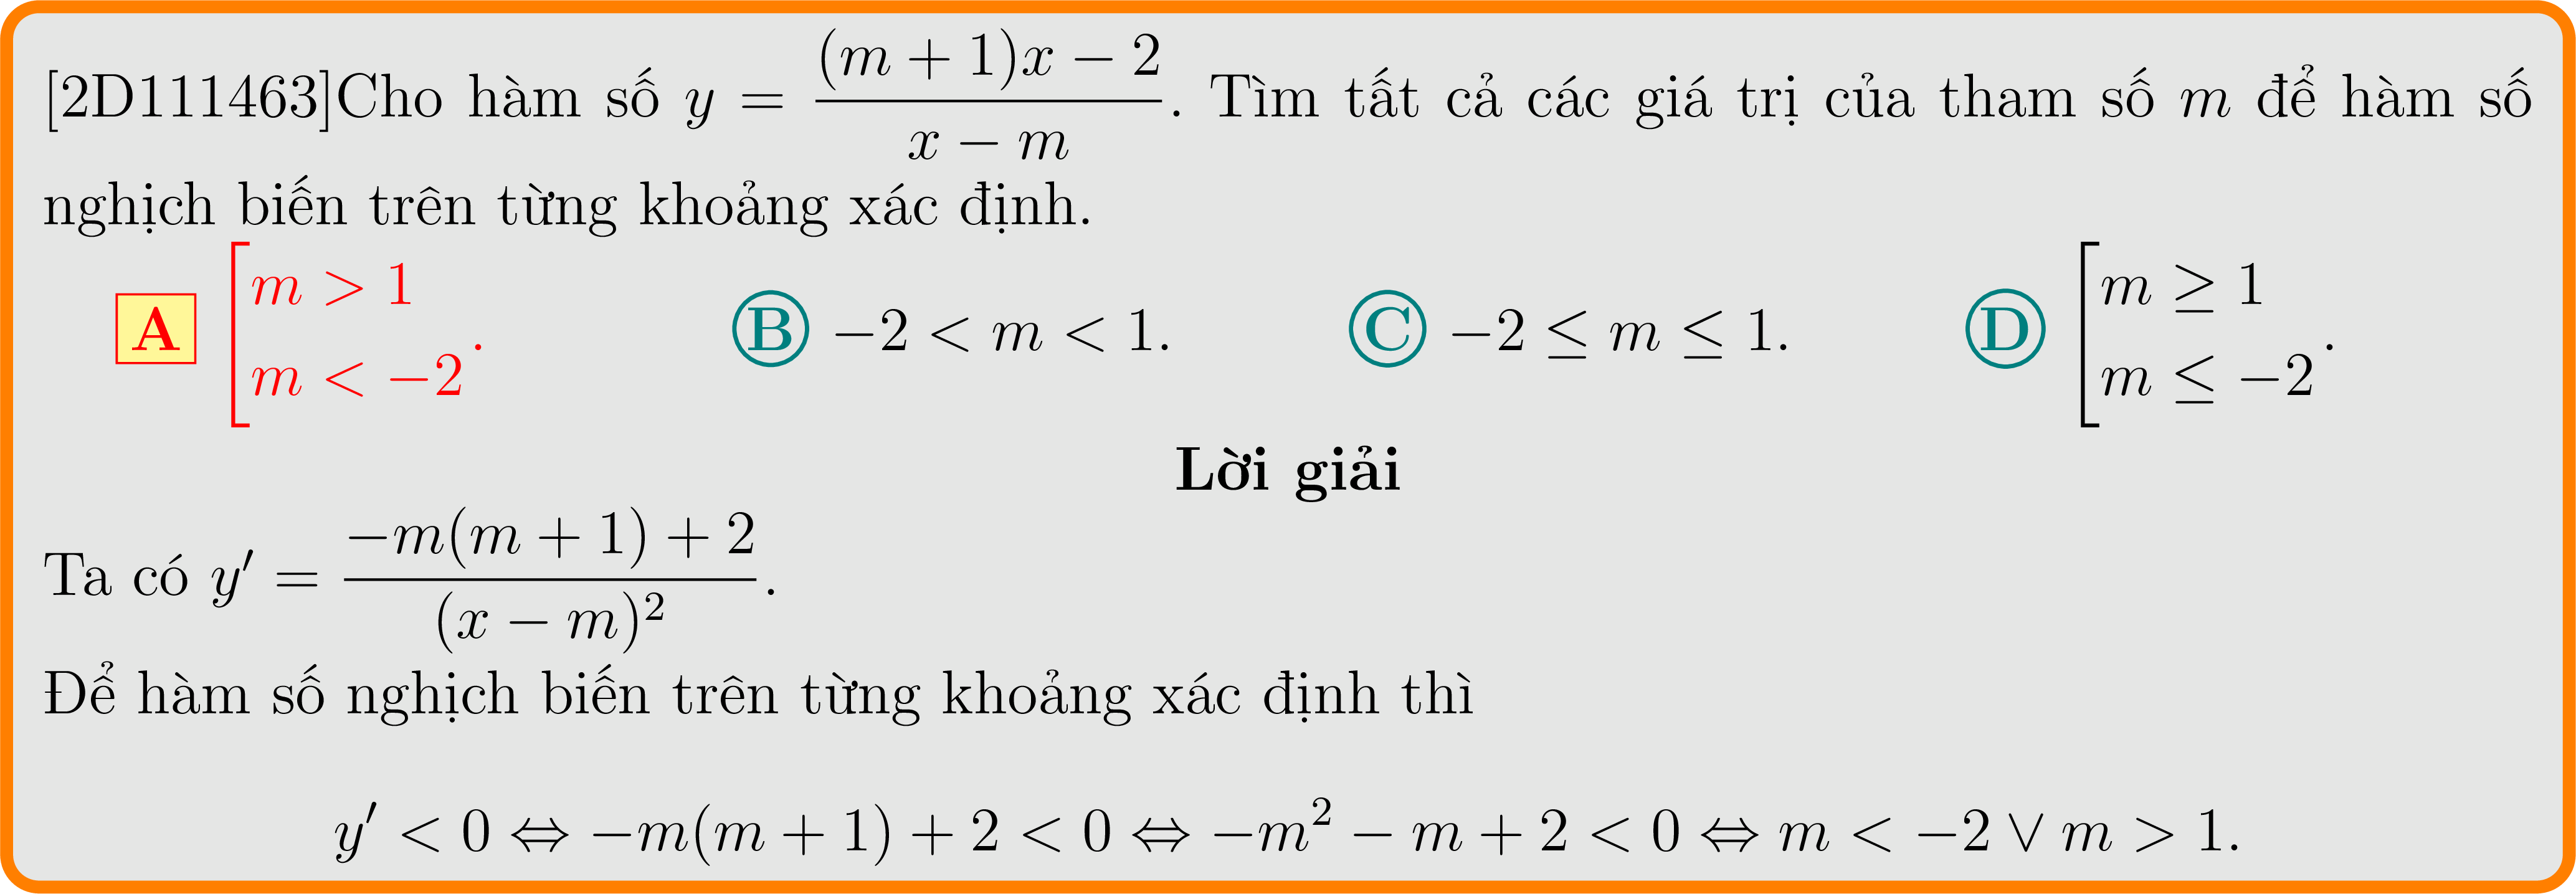 [2D111463]Cho hàm số $y = \dfrac{(m+1)x-2}{x-m}$. Tìm tất cả các giá trị của tham số $m$ để hàm số
nghịch biến trên từng khoảng xác định.
A $\left[\begin{array}{l} m > 1 \\ m < -2 \end{array}\right.$. B $-2 < m < 1$. C $-2 \leq m \leq 1$. D $\left[\begin{array}{l} m \geq 1 \\ m \leq -2 \end{array}\right.$.
Lời giải
Ta có $y' = \dfrac{-m(m+1)+2}{(x-m)^2}$.
Để hàm số nghịch biến trên từng khoảng xác định thì
$y' < 0 \Leftrightarrow -m(m+1)+2 < 0 \Leftrightarrow -m^2-m+2 < 0 \Leftrightarrow m < -2 \vee m > 1.$